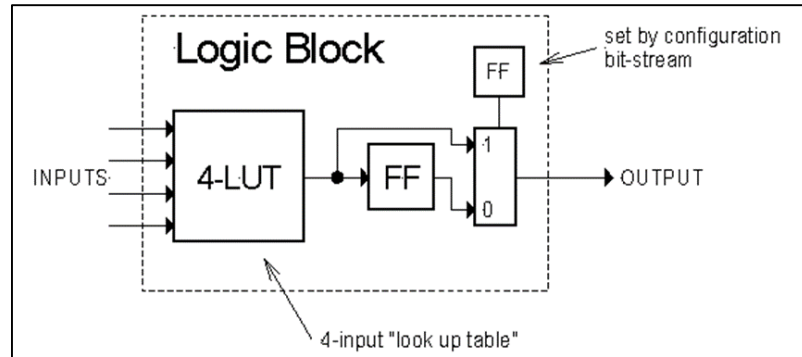 Logic Block
set by configuration
bit-stream
FF
1
INPUTS
4-LUT
FF
OUTPUT
0
4-input "look up table"